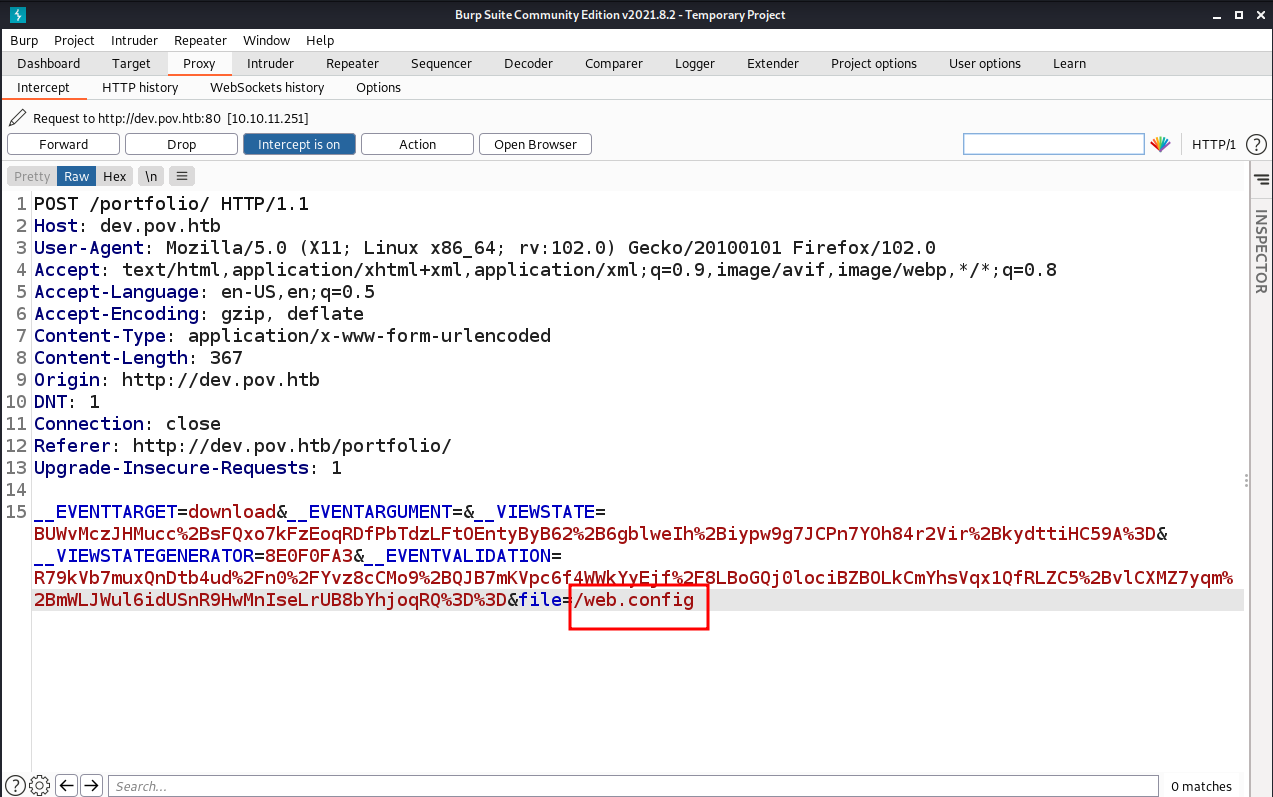 Burp Suite Community Edition v2021.8.2 - Temporary Project
Burp Project Intruder Repeater Window Help
Dashboard Target Proxy Intruder Repeater Sequencer Decoder Comparer Logger Extender Project options User options Learn
Intercept HTTP history WebSockets history Options
Request to http://dev.pov.htb:80 [10.10.11.251]
Forward Drop Intercept is on Action Open Browser HTTP/1 ?
Pretty Raw Hex \n
INSPECTOR
1 POST /portfolio/ HTTP/1.1
2 Host: dev.pov.htb
3 User-Agent: Mozilla/5.0 (X11; Linux x86_64; rv:102.0) Gecko/20100101 Firefox/102.0
4 Accept: text/html,application/xhtml+xml,application/xml;q=0.9,image/avif,image/webp,*/*;q=0.8
5 Accept-Language: en-US,en;q=0.5
6 Accept-Encoding: gzip, deflate
7 Content-Type: application/x-www-form-urlencoded
8 Content-Length: 367
9 Origin: http://dev.pov.htb
10 DNT: 1
11 Connection: close
12 Referer: http://dev.pov.htb/portfolio/
13 Upgrade-Insecure-Requests: 1
14
15 __EVENTTARGET=download&__EVENTARGUMENT=&__VIEWSTATE=
BUWvMczJHMucc%2BsFQxo7kFzEoqRDfPbTdzLFtOEntyByB62%2B6gblweIh%2Biypw9g7JCPn7YOh84r2Vir%2BkydttiHC59A%3D&
__VIEWSTATEGENERATOR=8E0F0FA3&__EVENTVALIDATION=
R79kVb7muxQnDtb4ud%2Fn0%2FYvz8cCMo9%2BQJB7mKVpc6f4WWkYyEjf%2F8LBoGQj0lociBZBOLkCmYhsVqx1QfRLZC5%2BvlCXMZ7yqm%
2BmWLJWul6idUSnR9HwMnIseLrUB8bYhjoqRQ%3D%3D&file=/web.config
? Search... 0 matches